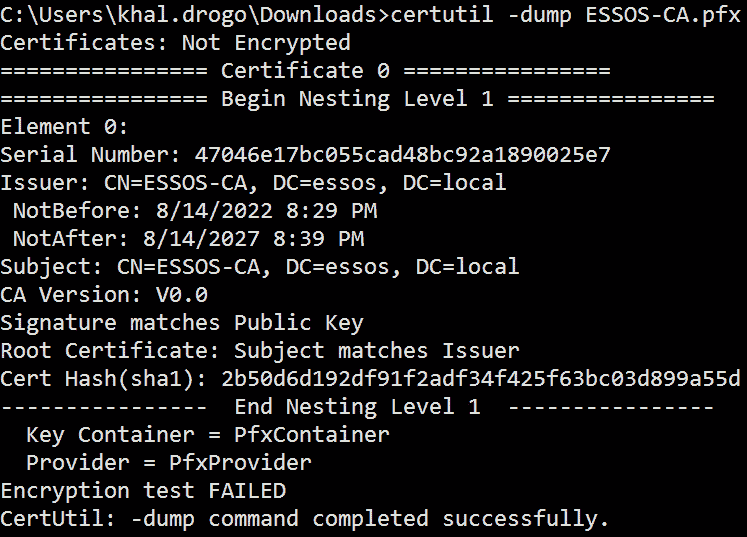 C:\Users\khal.drogo\Downloads>certutil -dump ESSOS-CA.pfx
Certificates: Not Encrypted
================ Certificate 0 ================
================ Begin Nesting Level 1 ================
Element 0:
Serial Number: 47046e17bc055cad48bc92a1890025e7
Issuer: CN=ESSOS-CA, DC=essos, DC=local
 NotBefore: 8/14/2022 8:29 PM
 NotAfter: 8/14/2027 8:39 PM
Subject: CN=ESSOS-CA, DC=essos, DC=local
CA Version: V0.0
Signature matches Public Key
Root Certificate: Subject matches Issuer
Cert Hash(sha1): 2b50d6d192df91f2adf34f425f63bc03d899a55d
----------------  End Nesting Level 1  ----------------
  Key Container = PfxContainer
  Provider = PfxProvider
Encryption test FAILED
CertUtil: -dump command completed successfully.